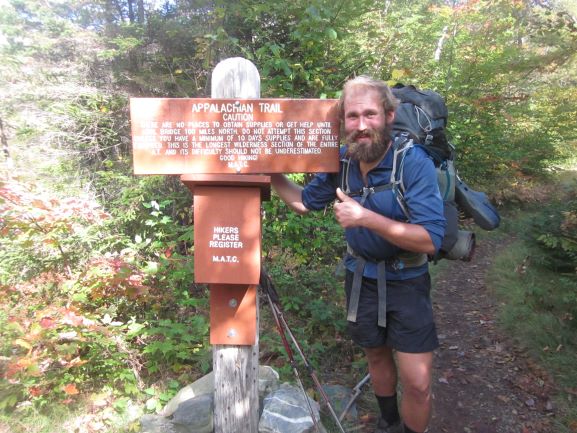 APPALACHIAN TRAIL
CAUTION
THERE ARE NO PLACES TO OBTAIN SUPPLIES OR GET HELP UNTIL
BRIDGE 100 MILES NORTH. DO NOT ATTEMPT THIS SECTION
UNLESS YOU HAVE A MINIMUM OF 10 DAYS SUPPLIES AND ARE FULLY
EQUIPPED. THIS IS THE LONGEST WILDERNESS SECTION OF THE ENTIRE
A.T. AND ITS DIFFICULTY SHOULD NOT BE UNDERESTIMATED.
GOOD HIKING!
M.A.T.C.
HIKERS
PLEASE
REGISTER
M.A.T.C.